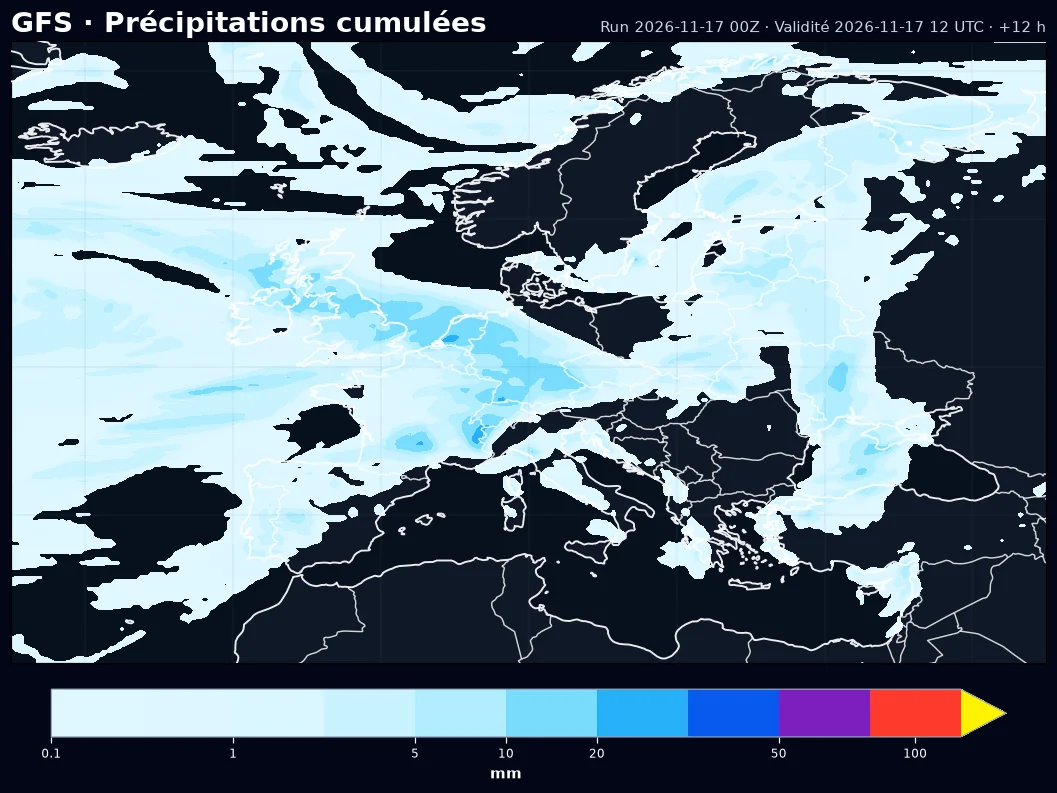 GFS · Précipitations cumulées
Run 2026-11-17 00Z · Validité 2026-11-17 12 UTC · +12 h
0.1 1 5 10 20 50 100
mm